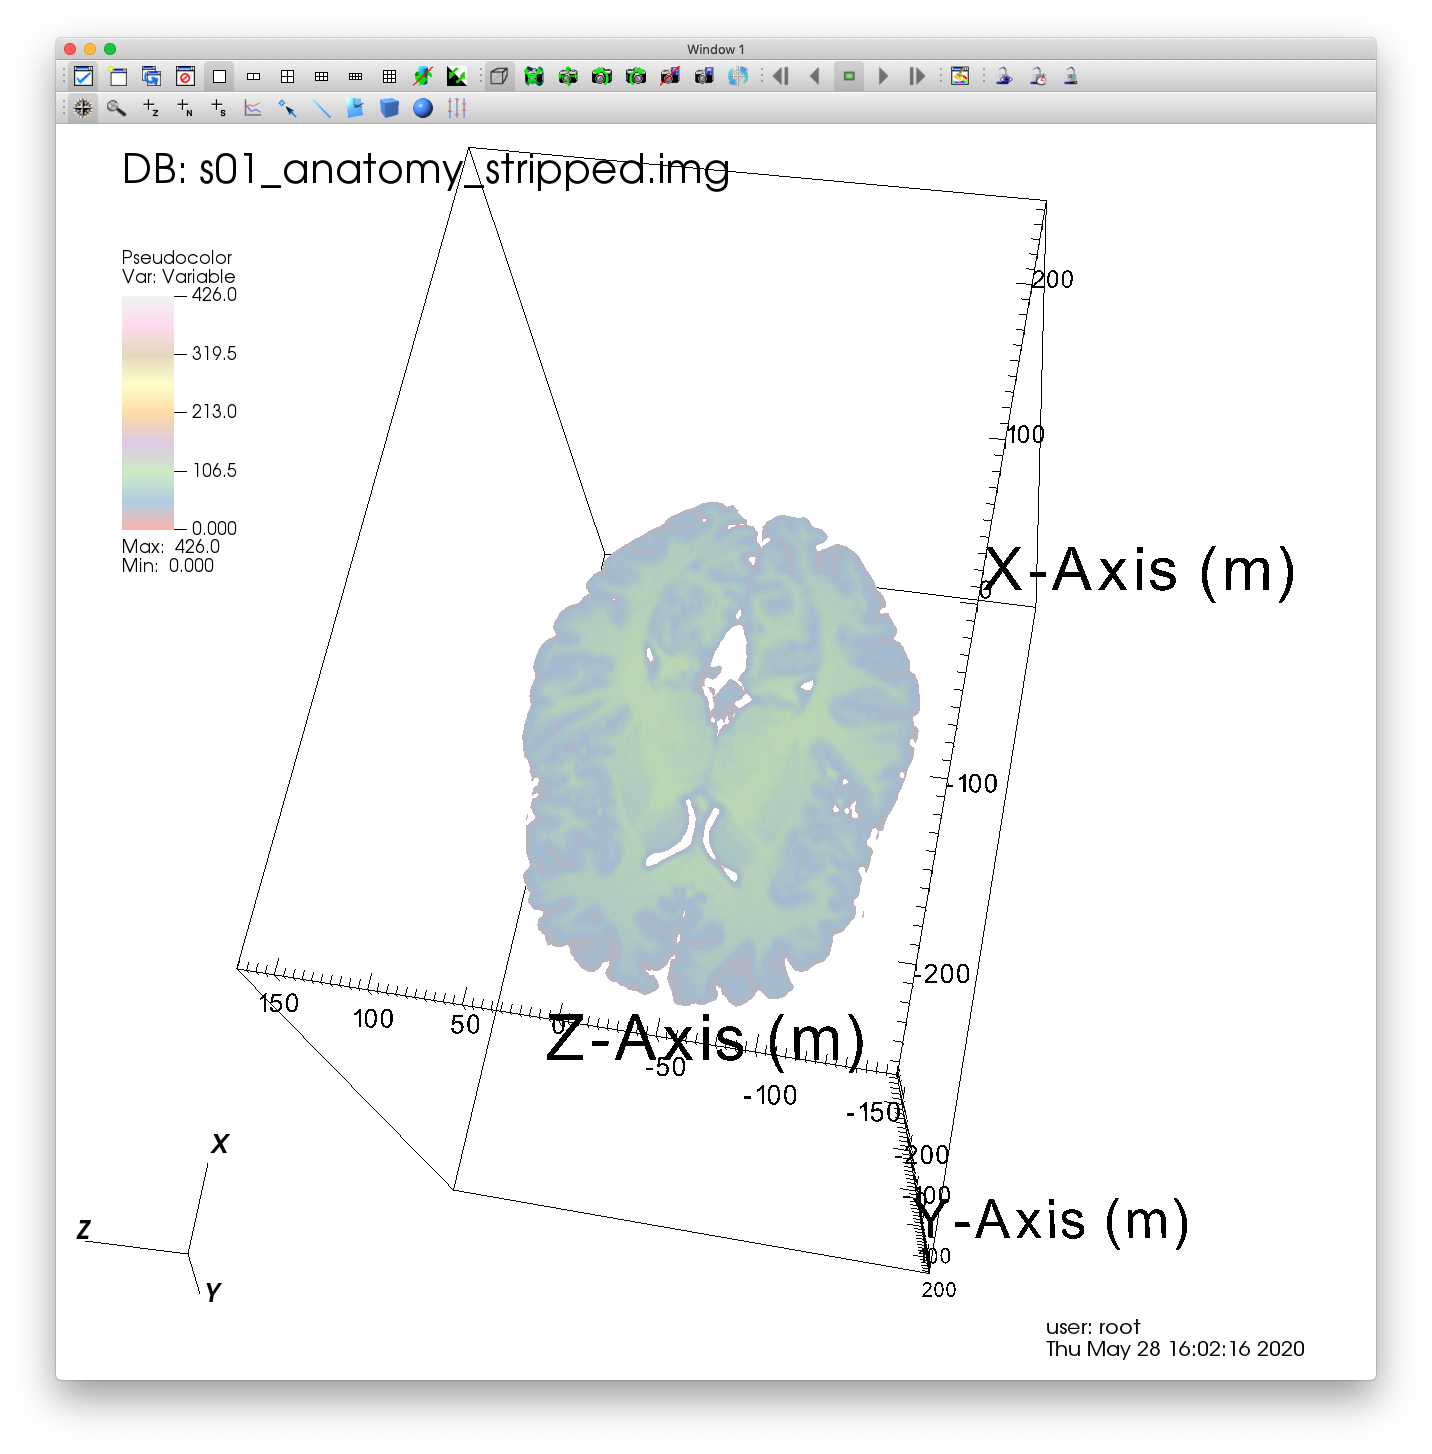 Window 1
DB: s01_anatomy_stripped.img
Pseudocolor
Var: Variable
426.0
319.5
213.0
106.5
0.000
Max: 426.0
Min: 0.000
200
100
0
X-Axis (m)
-100
-200
150
100
50
0
Z-Axis (m)
-50
-100
-150
-200
-100
Y-Axis (m)
100
200
X
Z
Y
user: root
Thu May 28 16:02:16 2020